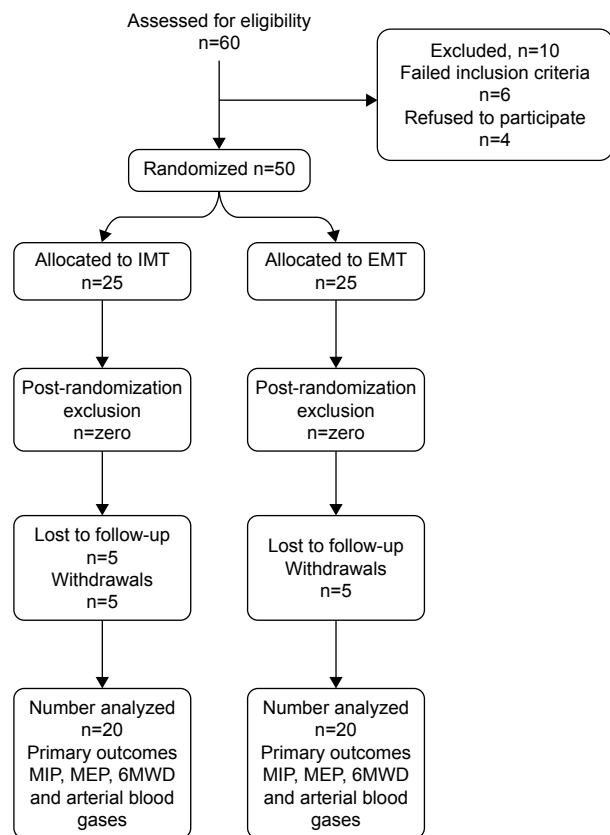 Assessed for eligibility
n=60
Excluded, n=10
Failed inclusion criteria
n=6
Refused to participate
n=4
Randomized n=50
Allocated to IMT
n=25
Allocated to EMT
n=25
Post-randomization
exclusion
n=zero
Post-randomization
exclusion
n=zero
Lost to follow-up
n=5
Withdrawals
n=5
Lost to follow-up
Withdrawals
n=5
Number analyzed
n=20
Primary outcomes
MIP, MEP, 6MWD
and arterial blood
gases
Number analyzed
n=20
Primary outcomes
MIP, MEP, 6MWD
and arterial blood
gases